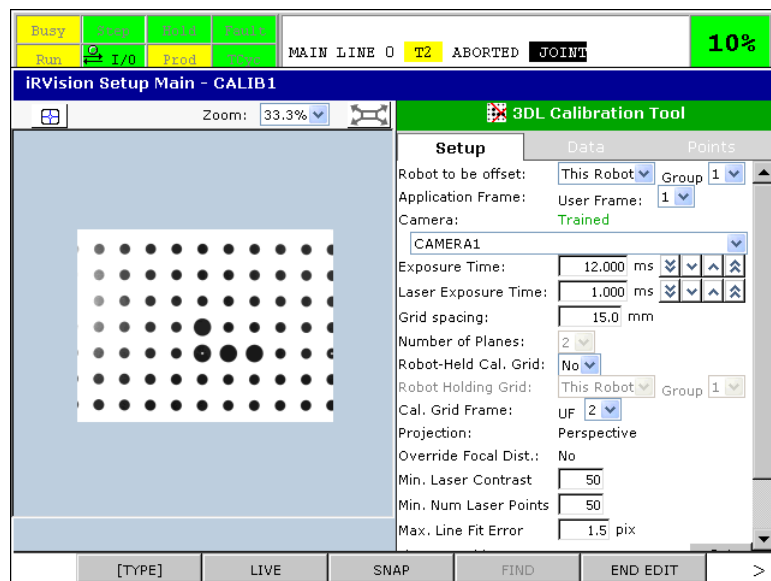 Busy Step Hold Fault
Run I/O Prod TCyc
MAIN LINE 0 T2 ABORTED JOINT
10%
iRVision Setup Main - CALIB1
Zoom: 33.3%
3DL Calibration Tool
Setup Data Points
Robot to be offset: This Robot Group 1
Application Frame: User Frame: 1
Camera: Trained
CAMERA1
Exposure Time: 12.000 ms
Laser Exposure Time: 1.000 ms
Grid spacing: 15.0 mm
Number of Planes: 2
Robot-Held Cal. Grid: No
Robot Holding Grid: This Robot Group 1
Cal. Grid Frame: UF 2
Projection: Perspective
Override Focal Dist.: No
Min. Laser Contrast 50
Min. Num Laser Points 50
Max. Line Fit Error 1.5 pix
[TYPE] LIVE SNAP FIND END EDIT >